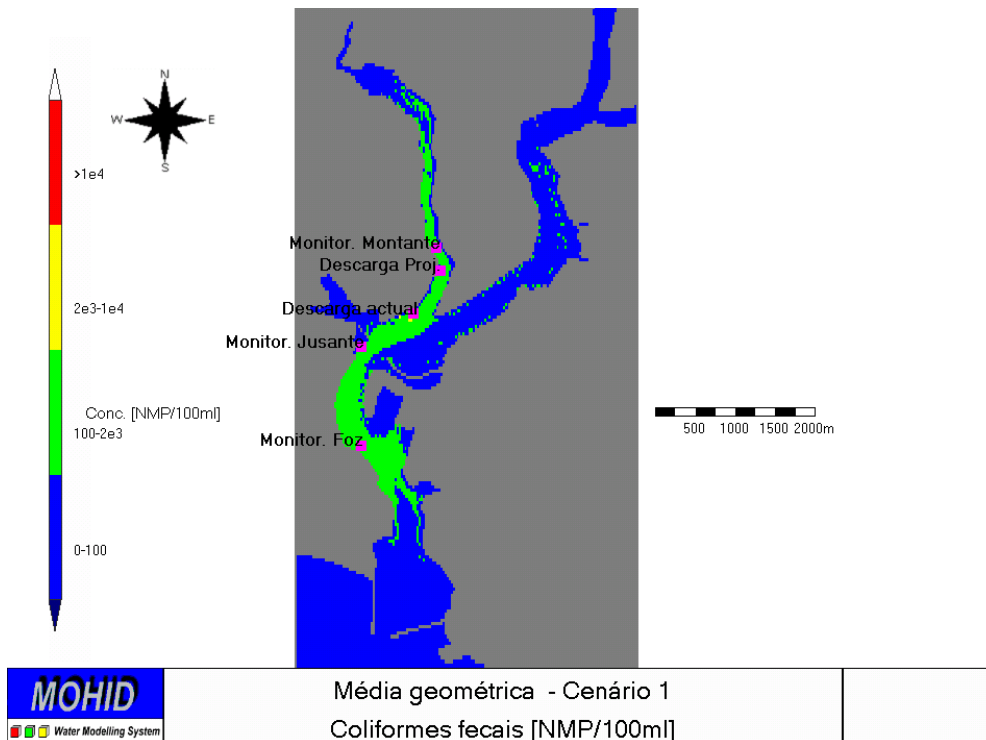 N
W E
S
>1e4
2e3-1e4
Conc. [NMP/100ml]
100-2e3
0-100
Monitor. Montante
Descarga Proj.
Descarga actual
Monitor. Jusante
Monitor. Foz
500 1000 1500 2000m
MOHID
Water Modelling System
Média geométrica - Cenário 1
Coliformes fecais [NMP/100ml]